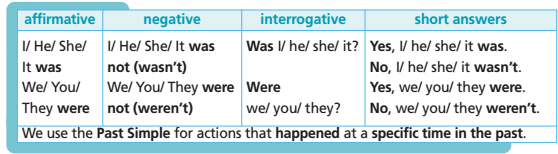 affirmative negative interrogative short answers
I/ He/ She/ I/ He/ She/ It was Was I/ he/ she/ it? Yes, I/ he/ she/ it was.
It was not (wasn't) No, I/ he/ she/ it wasn't.
We/ You/ We/ You/ They were Were Yes, we/ you/ they were.
They were not (weren't) we/ you/ they? No, we/ you/ they weren't.
We use the Past Simple for actions that happened at a specific time in the past.